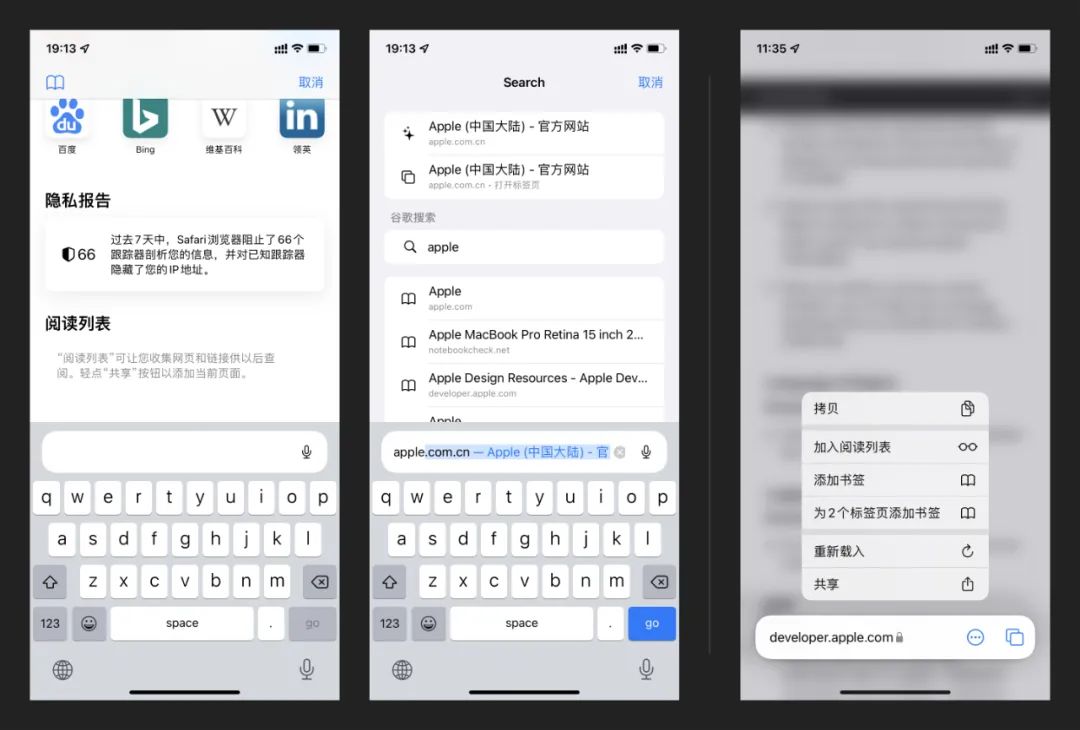 19:13
取消
du
W
in
百度
Bing
维基百科
领英
隐私报告
66
过去7天中，Safari浏览器阻止了66个
跟踪器剖析您的信息，并对已知跟踪器
隐藏了您的IP地址。
阅读列表
“阅读列表”可让您收集网页和链接供以后查
阅。轻点“共享”按钮以添加当前页面。
q w e r t y u i o p
a s d f g h j k l
z x c v b n m
123 space . go
19:13
Search
取消
Apple (中国大陆) - 官方网站
apple.com.cn
Apple (中国大陆) - 官方网站
apple.com.cn • 打开标签页
谷歌搜索
apple
Apple
apple.com
Apple MacBook Pro Retina 15 inch 2...
notebookcheck.net
Apple Design Resources - Apple Dev...
developer.apple.com
Apple
apple.com.cn — Apple (中国大陆) - 官
q w e r t y u i o p
a s d f g h j k l
z x c v b n m
123 space . go
11:35
拷贝
加入阅读列表
添加书签
为2个标签页添加书签
重新载入
共享
developer.apple.com